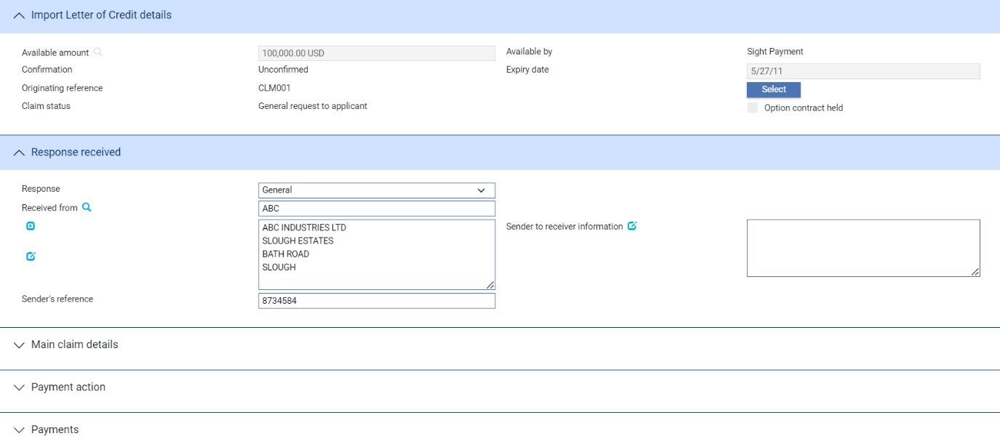 Import Letter of Credit details
Available amount 100,000.00 USD Available by Sight Payment
Confirmation Unconfirmed Expiry date 5/27/11
Originating reference CLM001 Select
Claim status General request to applicant Option contract held
Response received
Response General
Received from ABC
ABC INDUSTRIES LTD Sender to receiver information
SLOUGH ESTATES
BATH ROAD
SLOUGH
Sender's reference 8734584
Main claim details
Payment action
Payments